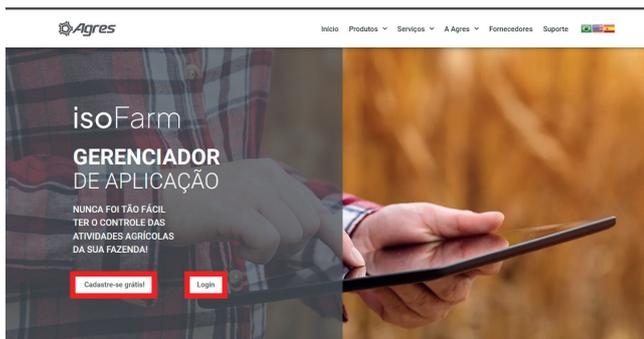 Agres
Início Produtos Serviços A Agres Fornecedores Suporte
isoFarm
GERENCIADOR
DE APLICAÇÃO
NUNCA FOI TÃO FÁCIL
TER O CONTROLE DAS
ATIVIDADES AGRÍCOLAS
DA SUA FAZENDA!
Cadastre-se grátis! Login